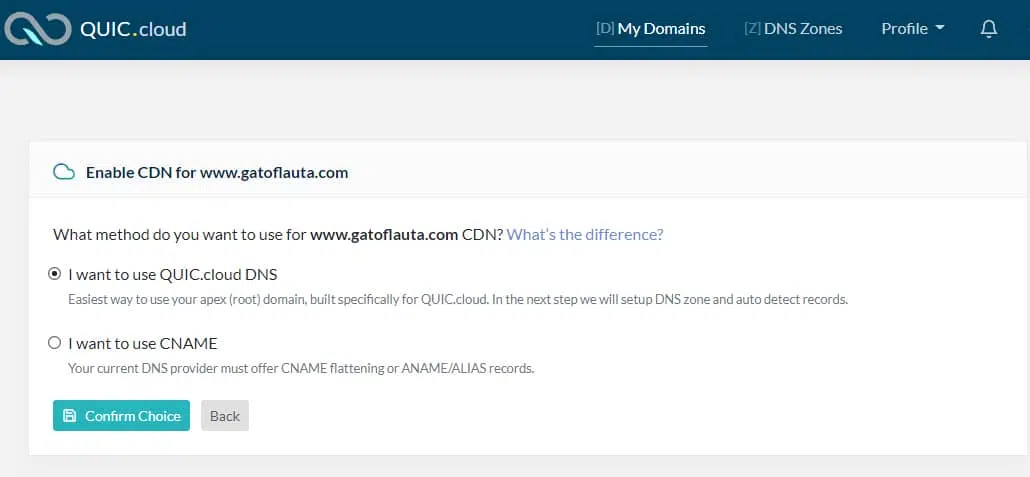 QUIC.cloud
[D] My Domains
[Z] DNS Zones
Profile
Enable CDN for www.gatoflauta.com
What method do you want to use for www.gatoflauta.com CDN? What's the difference?
I want to use QUIC.cloud DNS
Easiest way to use your apex (root) domain, built specifically for QUIC.cloud. In the next step we will setup DNS zone and auto detect records.
I want to use CNAME
Your current DNS provider must offer CNAME flattening or ANAME/ALIAS records.
Confirm Choice
Back